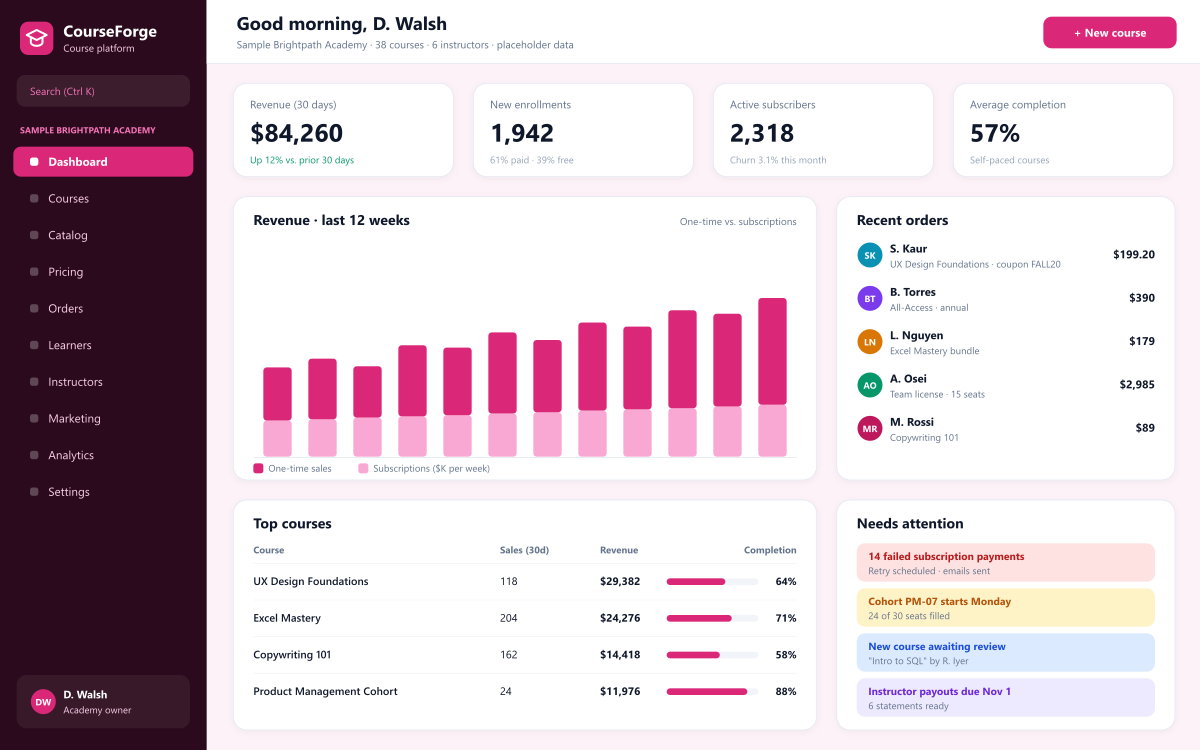 CourseForge
Course platform
Search (Ctrl K)
SAMPLE BRIGHTPATH ACADEMY
Dashboard
Courses
Catalog
Pricing
Orders
Learners
Instructors
Marketing
Analytics
Settings
DW
D. Walsh
Academy owner
Good morning, D. Walsh
Sample Brightpath Academy · 38 courses · 6 instructors · placeholder data
+ New course
Revenue (30 days)
$84,260
Up 12% vs. prior 30 days
New enrollments
1,942
61% paid · 39% free
Active subscribers
2,318
Churn 3.1% this month
Average completion
57%
Self-paced courses
Revenue · last 12 weeks
One-time vs. subscriptions
One-time sales
Subscriptions ($K per week)
Recent orders
SK
S. Kaur
UX Design Foundations · coupon FALL20
$199.20
BT
B. Torres
All-Access · annual
$390
LN
L. Nguyen
Excel Mastery bundle
$179
AO
A. Osei
Team license · 15 seats
$2,985
MR
M. Rossi
Copywriting 101
$89
Top courses
Course Sales (30d) Revenue Completion
UX Design Foundations 118 $29,382 64%
Excel Mastery 204 $24,276 71%
Copywriting 101 162 $14,418 58%
Product Management Cohort 24 $11,976 88%
Needs attention
14 failed subscription payments
Retry scheduled · emails sent
Cohort PM-07 starts Monday
24 of 30 seats filled
New course awaiting review
"Intro to SQL" by R. Iyer
Instructor payouts due Nov 1
6 statements ready